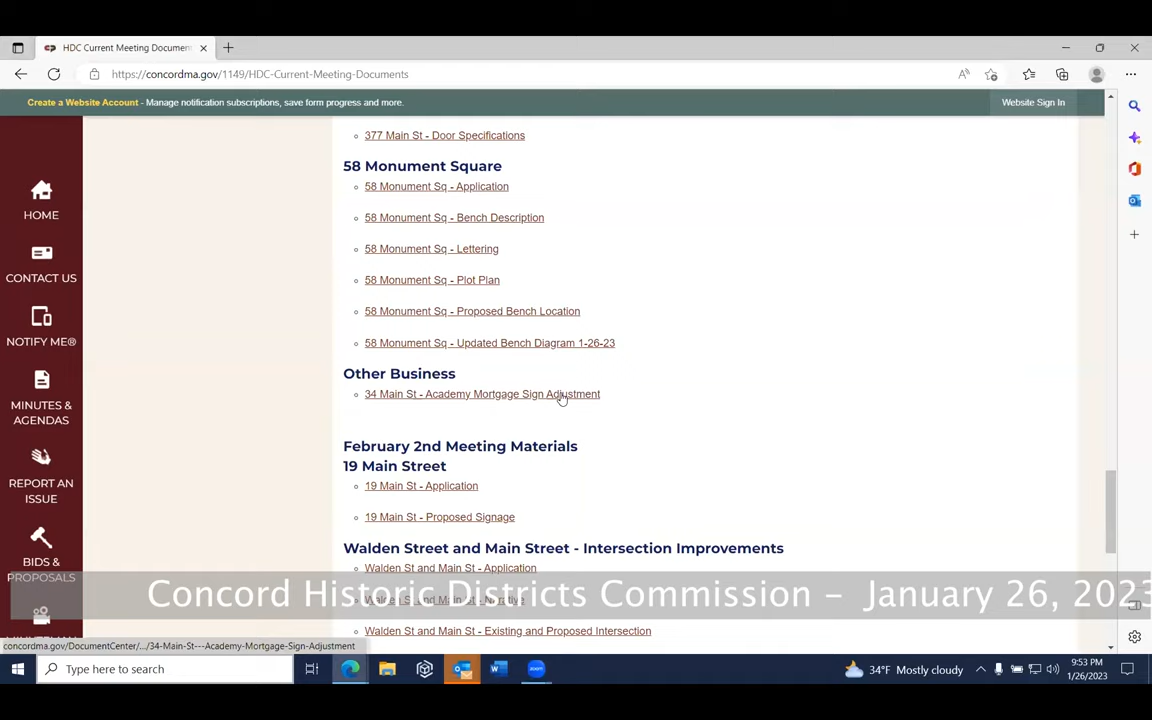 HDC Current Meeting Documen
https://concordma.gov/1149/HDC-Current-Meeting-Documents
Create a Website Account - Manage notification subscriptions, save form progress and more.
Website Sign In
HOME
CONTACT US
NOTIFY ME®
MINUTES &
AGENDAS
REPORT AN
ISSUE
BIDS &
PROPOSALS
377 Main St - Door Specifications
58 Monument Square
58 Monument Sq - Application
58 Monument Sq - Bench Description
58 Monument Sq - Lettering
58 Monument Sq - Plot Plan
58 Monument Sq - Proposed Bench Location
58 Monument Sq - Updated Bench Diagram 1-26-23
Other Business
34 Main St - Academy Mortgage Sign Adjustment
February 2nd Meeting Materials
19 Main Street
19 Main St - Application
19 Main St - Proposed Signage
Walden Street and Main Street - Intersection Improvements
Walden St and Main St - Application
Walden St and Main St - Narrative
Concord Historic Districts Commission – January 26, 2023
Walden St and Main St - Existing and Proposed Intersection
concordma.gov/DocumentCenter/.../34-Main-St---Academy-Mortgage-Sign-Adjustment
Type here to search
34°F Mostly cloudy
9:53 PM
1/26/2023